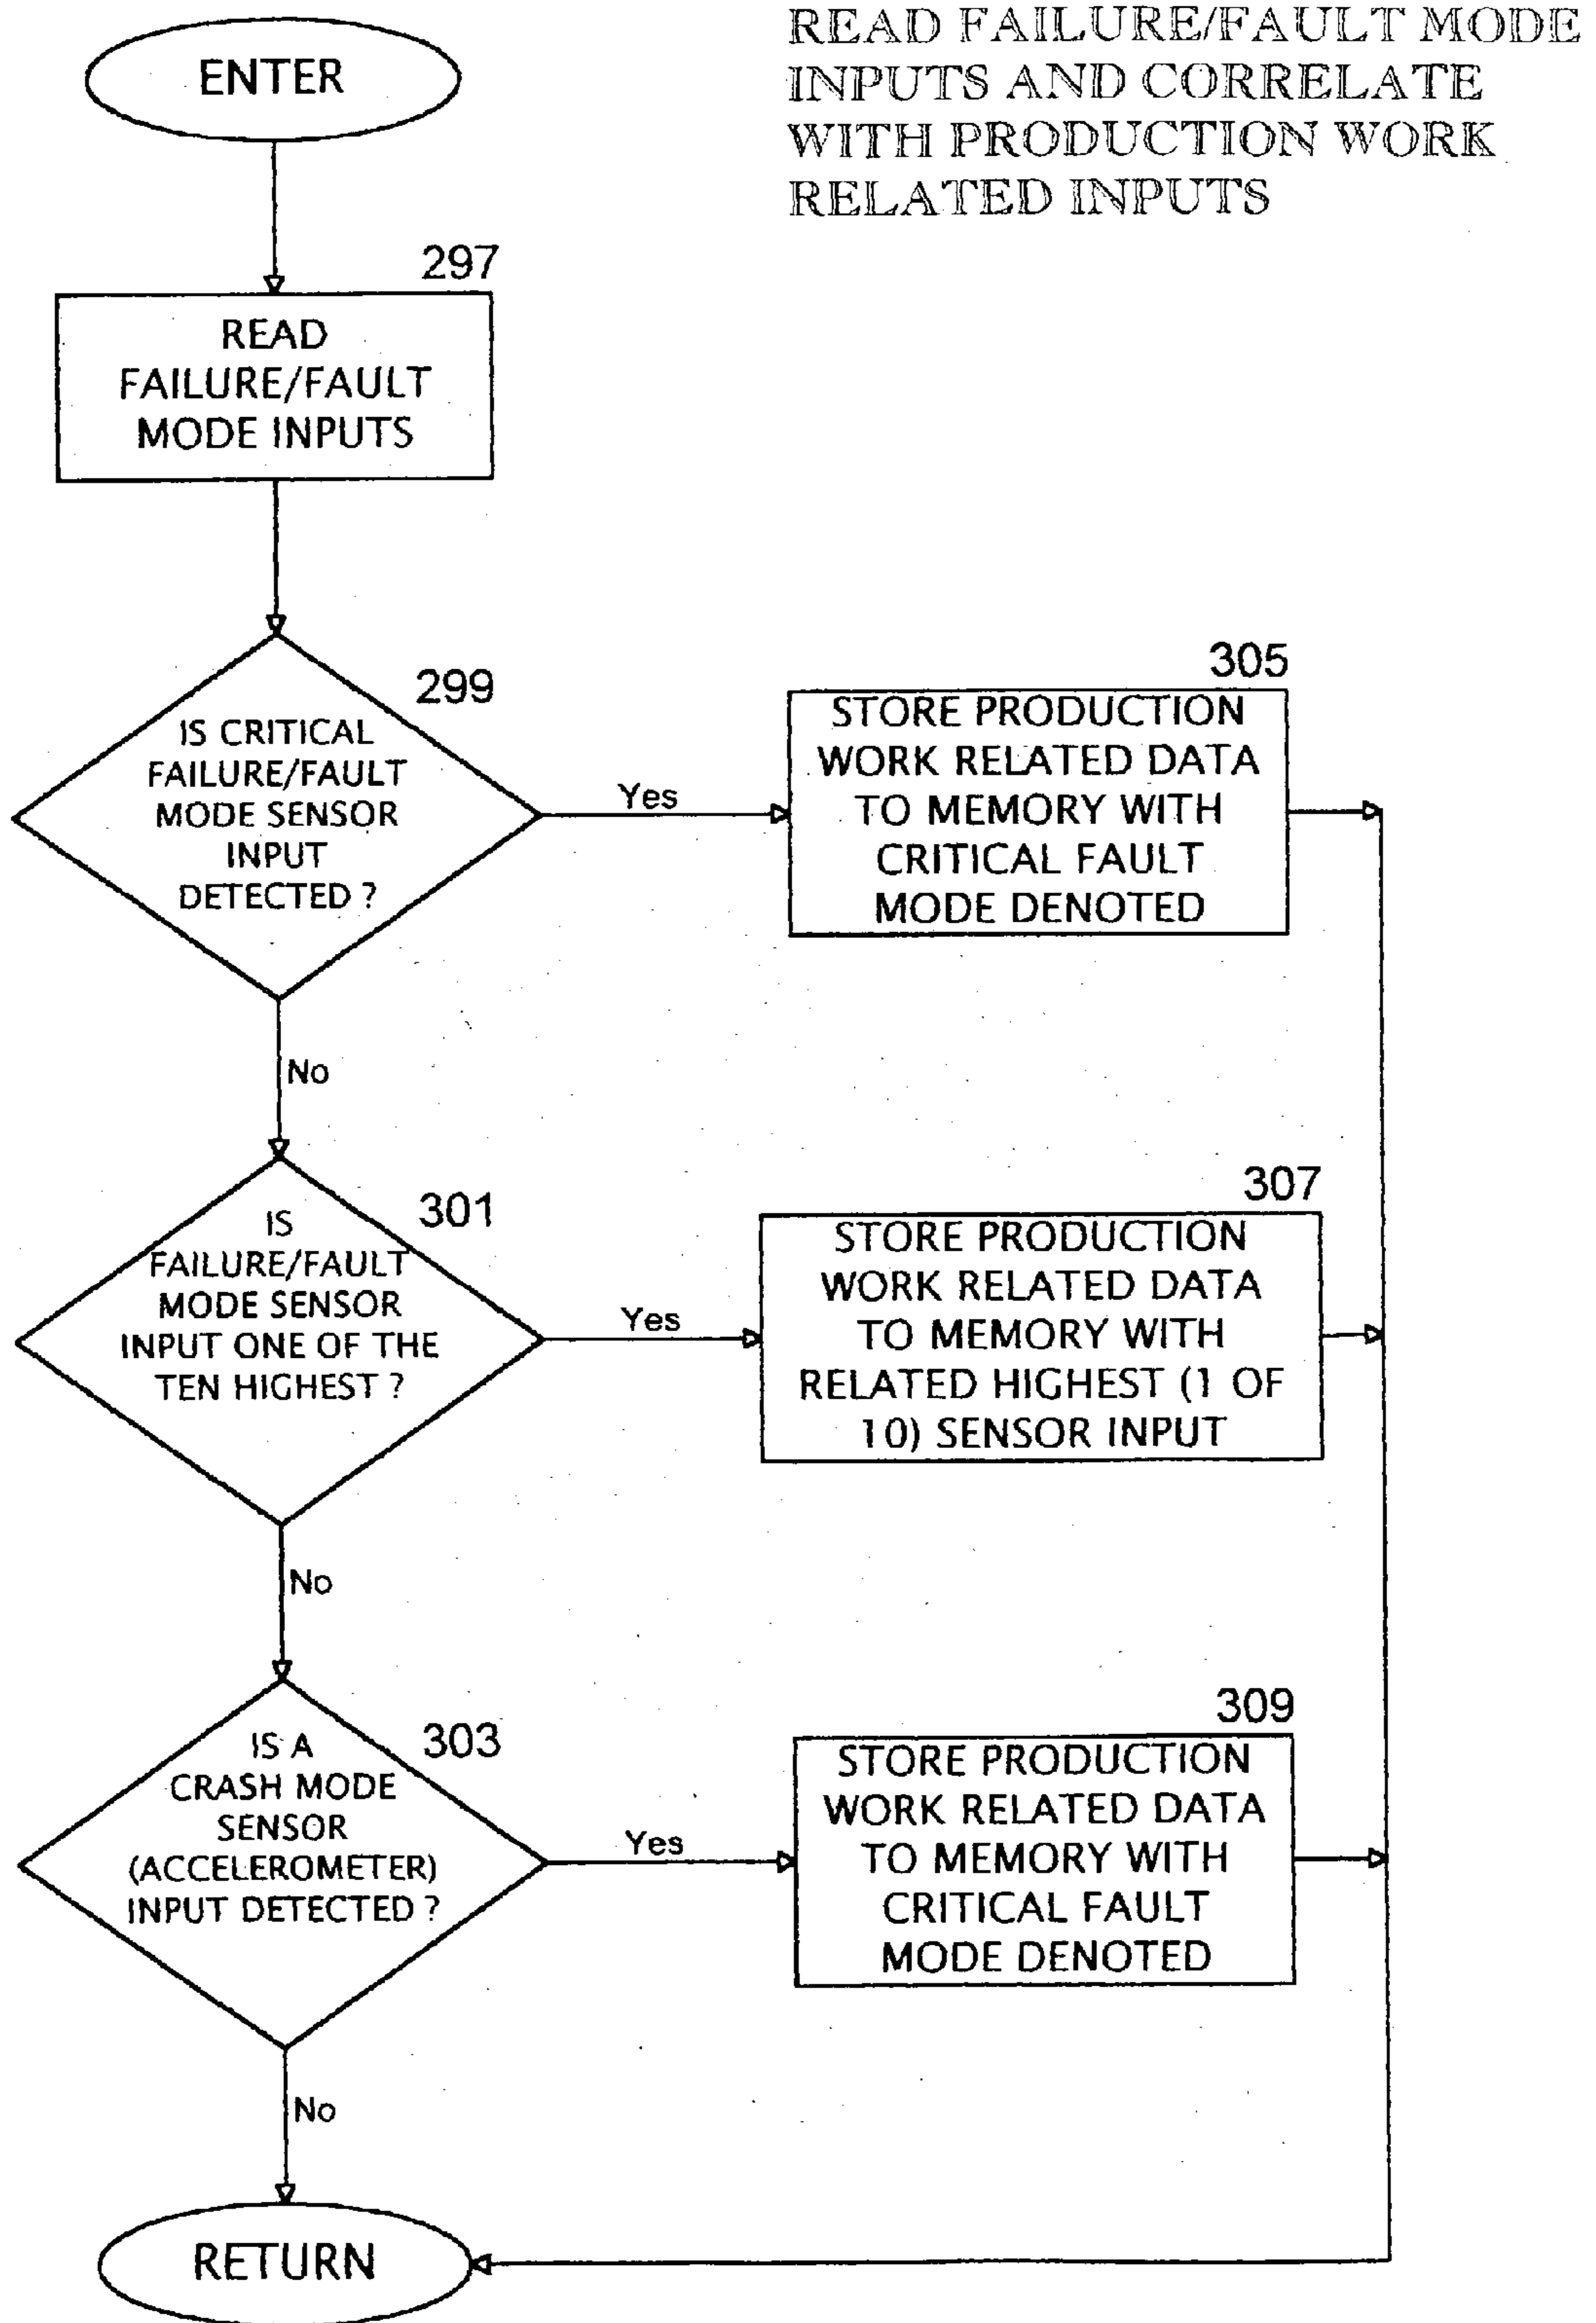 READ FAILURE/FAULT MODE
INPUTS AND CORRELATE
WITH PRODUCTION WORK
RELATED INPUTS
ENTER
297
READ
FAILURE/FAULT
MODE INPUTS
299
IS CRITICAL
FAILURE/FAULT
MODE SENSOR
INPUT
DETECTED ?
Yes
305
STORE PRODUCTION
WORK RELATED DATA
TO MEMORY WITH
CRITICAL FAULT
MODE DENOTED
No
301
IS
FAILURE/FAULT
MODE SENSOR
INPUT ONE OF THE
TEN HIGHEST ?
Yes
307
STORE PRODUCTION
WORK RELATED DATA
TO MEMORY WITH
RELATED HIGHEST (1 OF
10) SENSOR INPUT
No
303
IS A
CRASH MODE
SENSOR
(ACCELEROMETER)
INPUT DETECTED ?
Yes
309
STORE PRODUCTION
WORK RELATED DATA
TO MEMORY WITH
CRITICAL FAULT
MODE DENOTED
No
RETURN